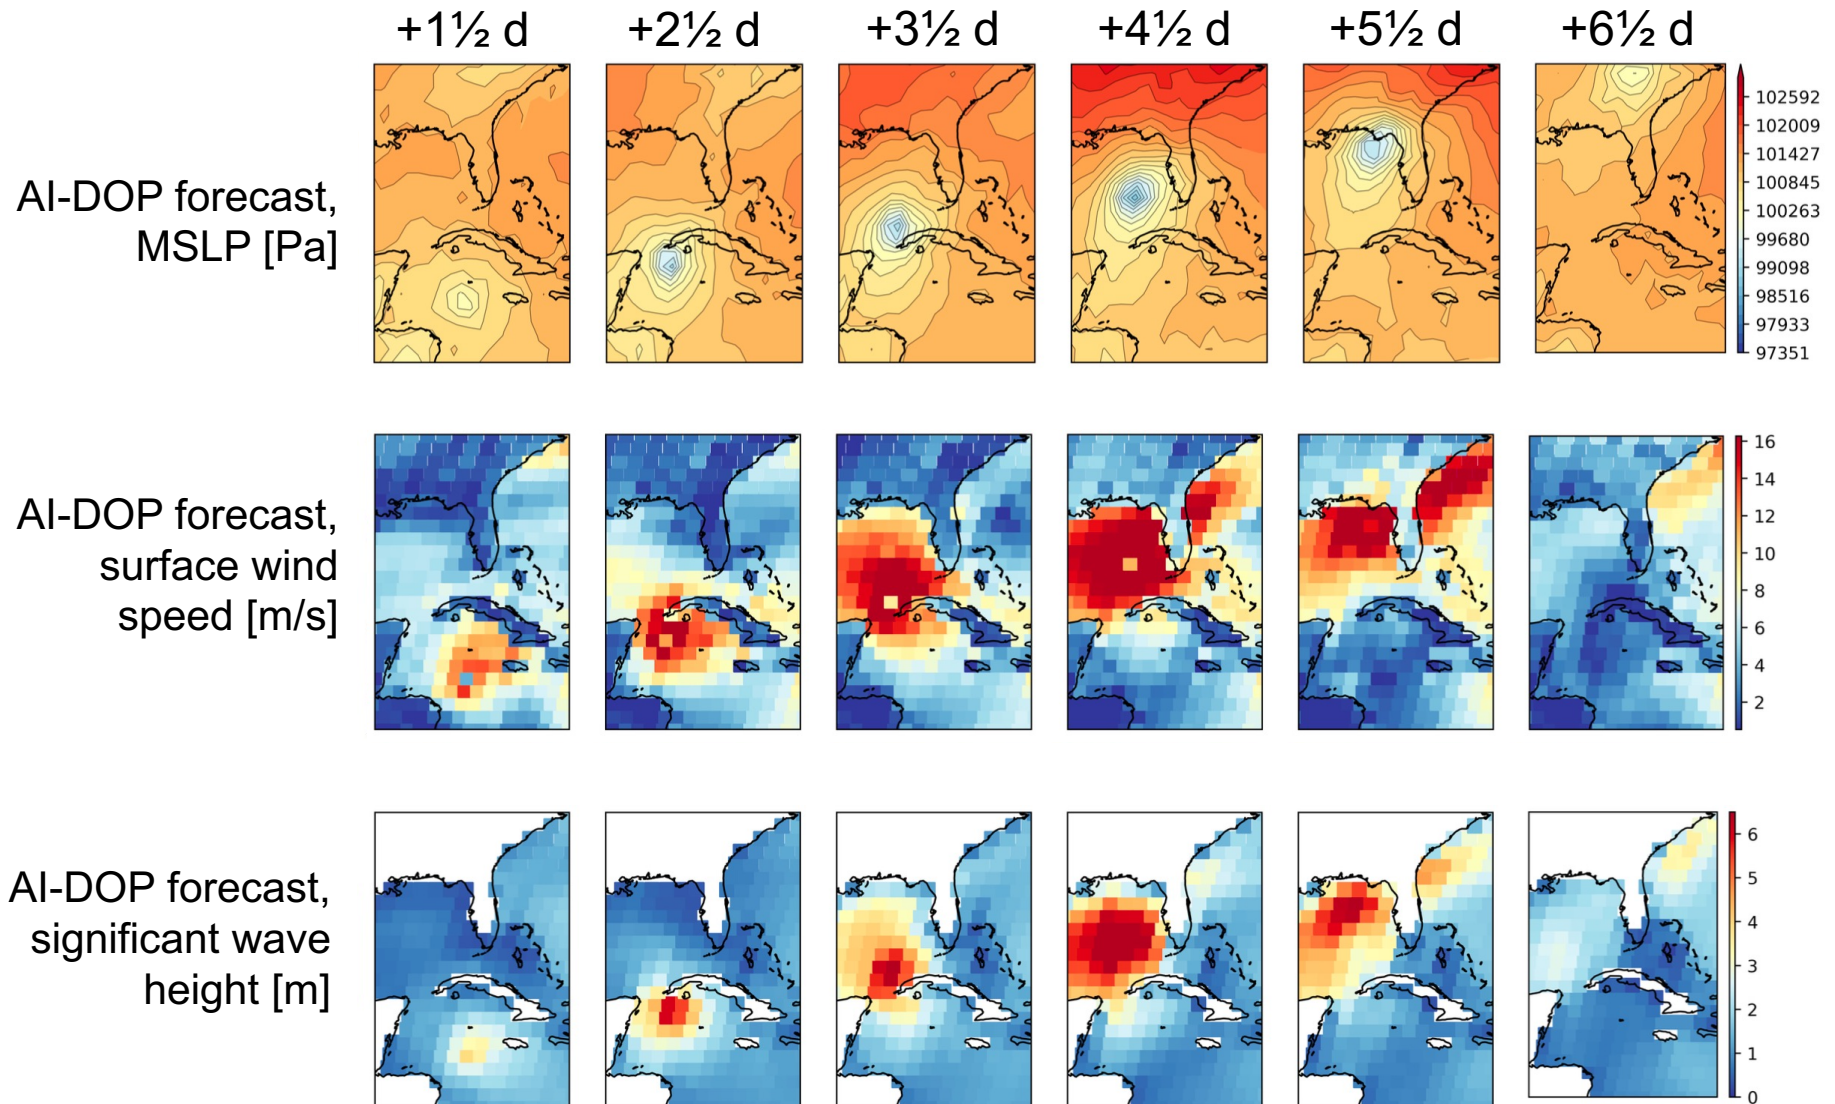 +1½ d +2½ d +3½ d +4½ d +5½ d +6½ d
AI-DOP forecast,
MSLP [Pa]
102592
102009
101427
100845
100263
99680
99098
98516
97933
97351
AI-DOP forecast,
surface wind
speed [m/s]
16
14
12
10
8
6
4
2
AI-DOP forecast,
significant wave
height [m]
6
5
4
3
2
1
0